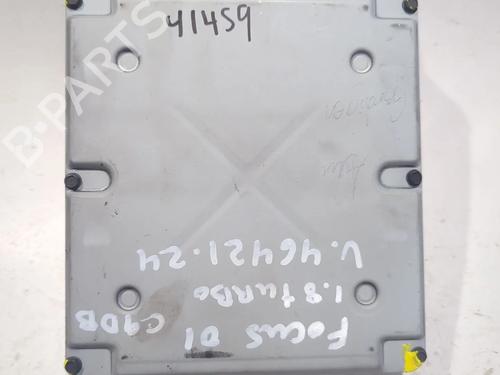 41459
V.46421.24
1.8 turbo
Focus 01 C9DB
B-PARTS